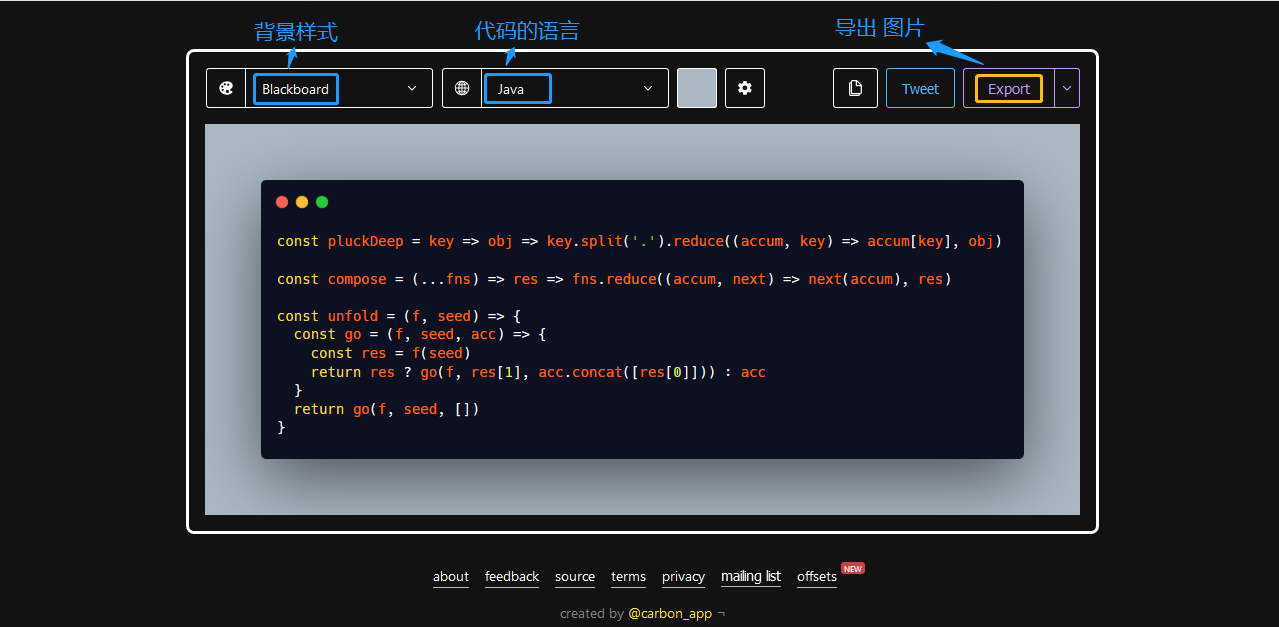 背景样式 代码的语言 导出 图片
Blackboard Java Tweet Export
const pluckDeep = key => obj => key.split('.').reduce((accum, key) => accum[key], obj)
const compose = (...fns) => res => fns.reduce((accum, next) => next(accum), res)
const unfold = (f, seed) => {
  const go = (f, seed, acc) => {
    const res = f(seed)
    return res ? go(f, res[1], acc.concat([res[0]])) : acc
  }
  return go(f, seed, [])
}
about feedback source terms privacy mailing list offsets NEW
created by @carbon_app ¬